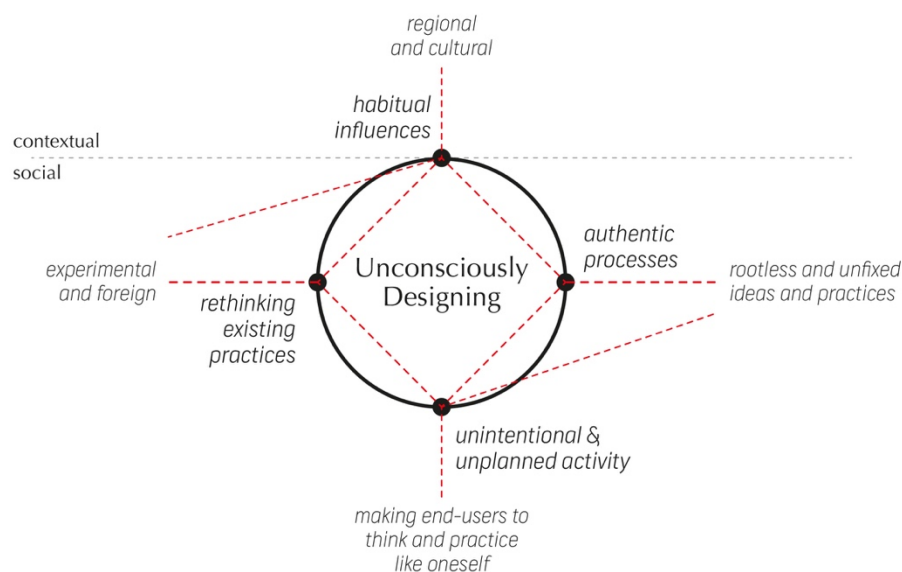 regional
and cultural
habitual
influences
contextual
social
experimental
and foreign
rethinking
existing
practices
Unconsciously
Designing
authentic
processes
rootless and unfixed
ideas and practices
unintentional &
unplanned activity
making end-users to
think and practice
like oneself